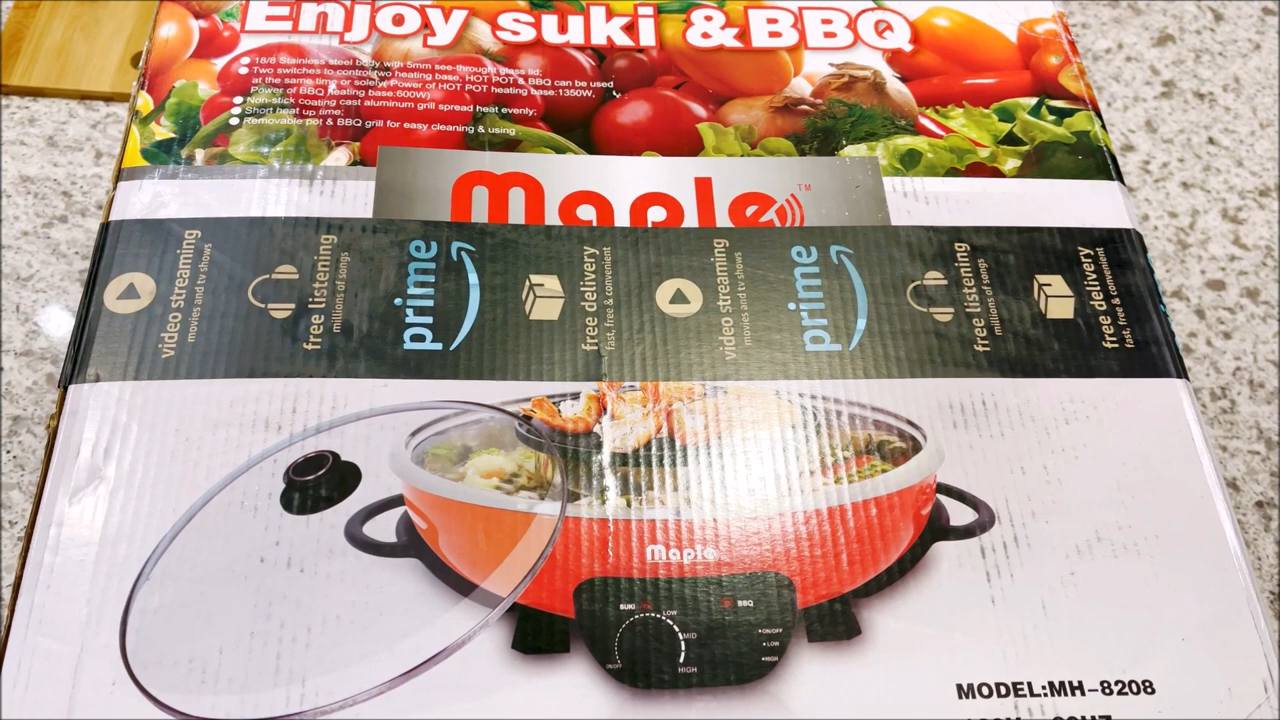 Enjoy suki &BBQ
18/8 Stainless steel body with 5mm see-throught glass lid;
Two switches to control two heating base, HOT POT & BBQ can be used
at the same time or solely( Power of HOT POT heating base:1350W,
Power of BBQ heating base:600W)
Non-stick coating cast aluminum grill spread heat evenly;
Short heat up time;
Removable pot & BBQ grill for easy cleaning & using
Maple TM
video streaming
movies and tv shows
free listening
millions of songs
prime
free delivery
fast, free & convenient
video streaming
movies and tv shows
prime
free listening
millions of songs
free delivery
fast, free & convenient
Maple
SUKI
BBQ
LOW
MID
HIGH
ON/OFF
ON/OFF
LOW
HIGH
MODEL:MH-8208